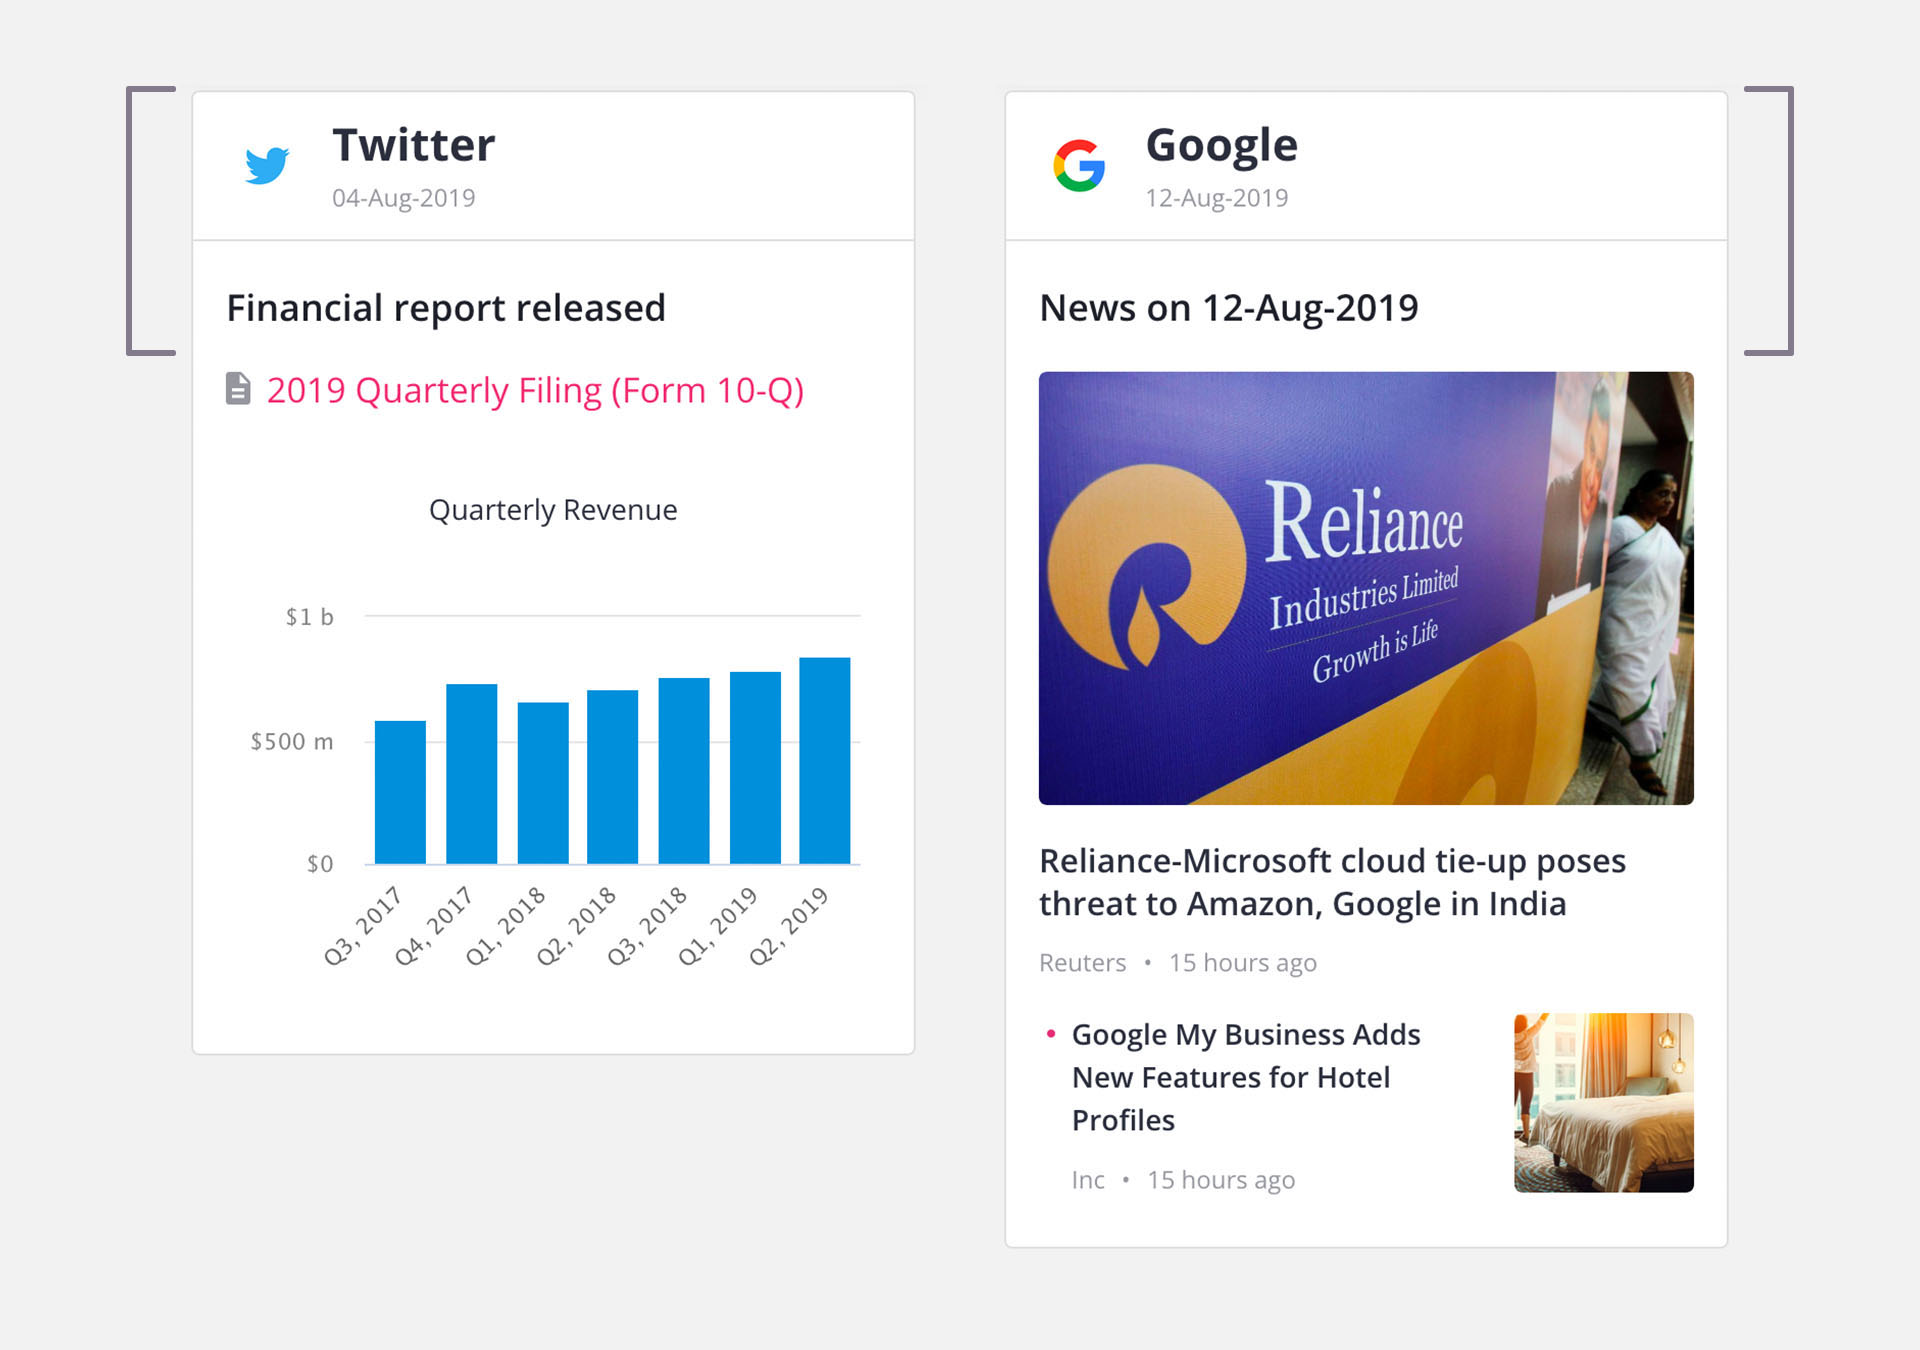 Twitter
04-Aug-2019
Financial report released
2019 Quarterly Filing (Form 10-Q)
Quarterly Revenue
$1 b
$500 m
$0
Q3, 2017
Q4, 2017
Q1, 2018
Q2, 2018
Q3, 2018
Q1, 2019
Q2, 2019
Google
12-Aug-2019
News on 12-Aug-2019
Reliance
Industries Limited
Growth is Life
Reliance-Microsoft cloud tie-up poses
threat to Amazon, Google in India
Reuters • 15 hours ago
• Google My Business Adds
New Features for Hotel
Profiles
Inc • 15 hours ago